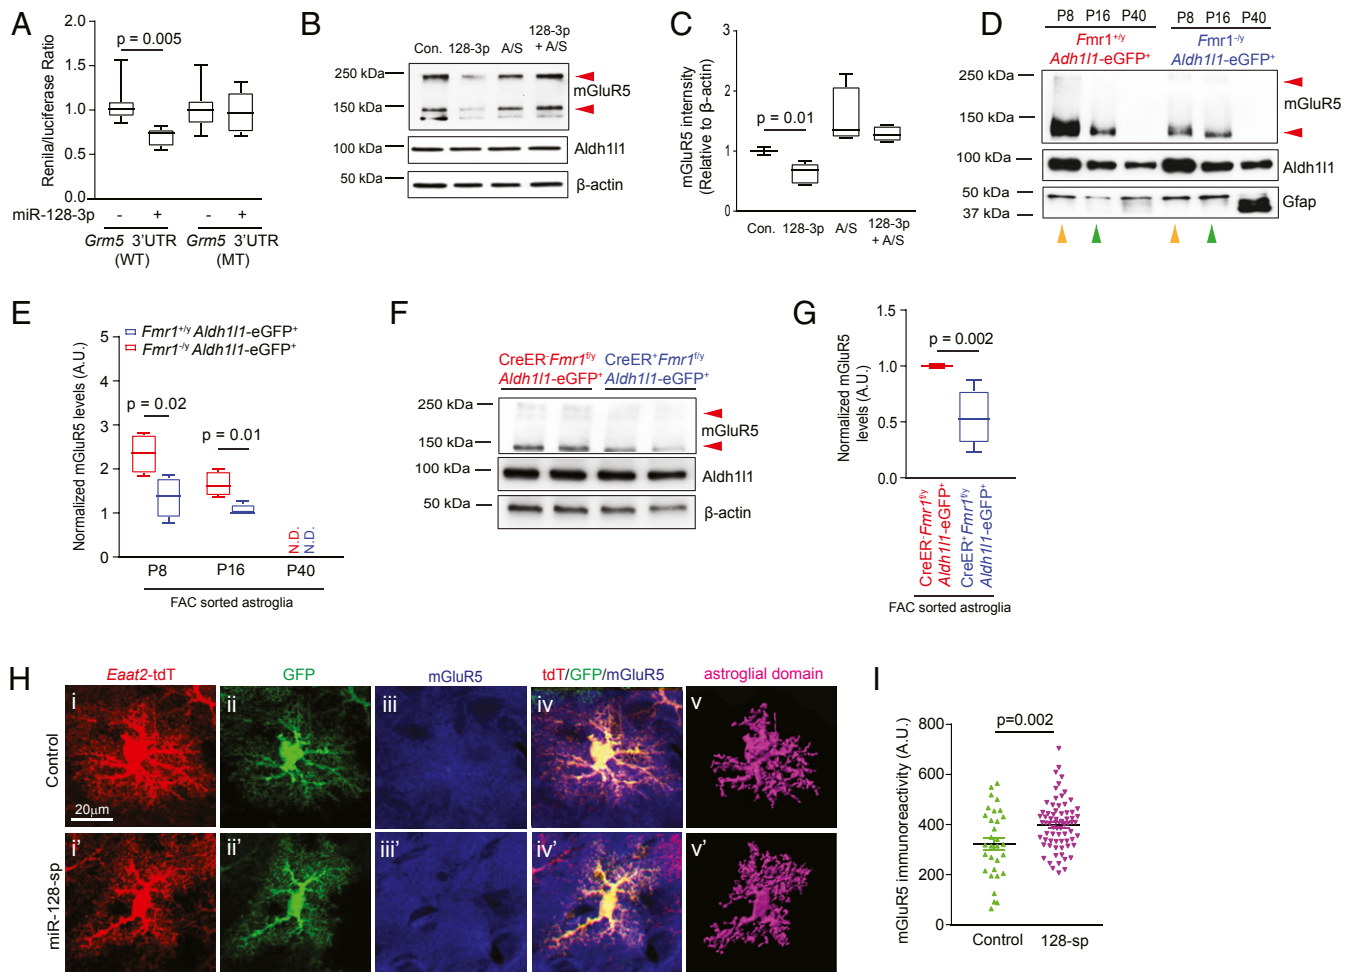 A
Renilla/luciferase Ratio
2.0
1.5
1.0
0.5
0.0
p = 0.005
miR-128-3p - + - +
Grm5 3'UTR (WT)
Grm5 3'UTR (MT)
B
Con. 128-3p A/S 128-3p + A/S
250 kDa
150 kDa
mGluR5
100 kDa
Aldh1l1
50 kDa
β-actin
C
mGluR5 internsity
(Relative to β-actin)
3
2
1
0
p = 0.01
Con. 128-3p A/S 128-3p + A/S
D
P8 P16 P40 P8 P16 P40
Fmr1+/y Fmr1-/y
Adh1l1-eGFP+ Aldh1l1-eGFP+
250 kDa
mGluR5
150 kDa
100 kDa
Aldh1l1
50 kDa
Gfap
37 kDa
E
Fmr1+/y Aldh1l1-eGFP+
Fmr1-/y Aldh1l1-eGFP+
Normalized mGluR5 levels (A.U.)
5
4
3
2
1
0
p = 0.02
p = 0.01
N.D.
N.D.
P8 P16 P40
FAC sorted astroglia
F
CreER-Fmr1f/y CreER+Fmr1f/y
Aldh1l1-eGFP+ Aldh1l1-eGFP+
250 kDa
mGluR5
150 kDa
100 kDa
Aldh1l1
50 kDa
β-actin
G
Normalized mGluR5
levels (A.U.)
1.5
1.0
0.5
0.0
p = 0.002
CreER-Fmr1f/y
Aldh1l1-eGFP+
CreER+Fmr1f/y
Aldh1l1-eGFP+
FAC sorted astroglia
H
Eaat2-tdT GFP mGluR5 tdT/GFP/mGluR5 astroglial domain
Control
i ii iii iv v
20μm
miR-128-sp
i' ii' iii' iv' v'
I
mGluR5 immunoreactivity (A.U.)
800
600
400
200
0
p=0.002
Control 128-sp